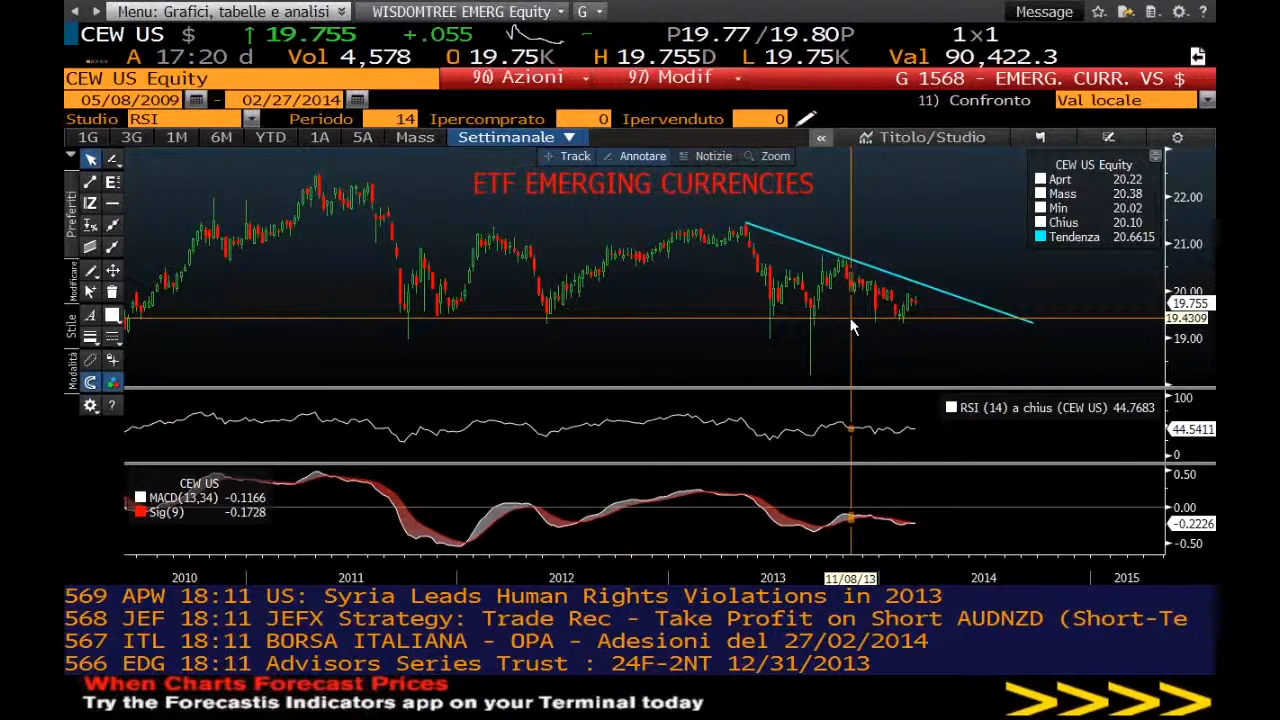 Menu: Grafici, tabelle e analisi WISDOMTREE EMERG Equity G Message ?
CEW US $ ↑ 19.755 +.055 P19.77/19.80P 1×1
A 17:20 d Vol 4,578 O 19.75K H 19.755D L 19.75K Val 90,422.3
CEW US Equity 96) Azioni 97) Modif G 1568 - EMERG. CURR. VS $
05/08/2009 - 02/27/2014 11) Confronto Val locale
Studio RSI Periodo 14 Ipercomprato 0 Ipervenduto 0
1G 3G 1M 6M YTD 1A 5A Mass Settimanale ▼ « Titolo/Studio
Track Annotare Notizie Zoom
ETF EMERGING CURRENCIES
CEW US Equity
Aprt 20.22
Mass 20.38
Min 20.02
Chius 20.10
Tendenza 20.6615
Preferiti
Modificare
Stile
Modalità
22.00
21.00
20.00
19.755
19.4309
19.00
RSI (14) a chius (CEW US) 44.7683
100
44.5411
0
CEW US
MACD(13,34) -0.1166
Sig(9) -0.1728
0.50
0.00
-0.2226
-0.50
2010 2011 2012 2013 11/08/13 2014 2015
569 APW 18:11 US: Syria Leads Human Rights Violations in 2013
568 JEF 18:11 JEFX Strategy: Trade Rec - Take Profit on Short AUDNZD (Short-Te
567 ITL 18:11 BORSA ITALIANA - OPA - Adesioni del 27/02/2014
566 EDG 18:11 Advisors Series Trust : 24F-2NT 12/31/2013
When Charts Forecast Prices
Try the Forecastis Indicators app on your Terminal today